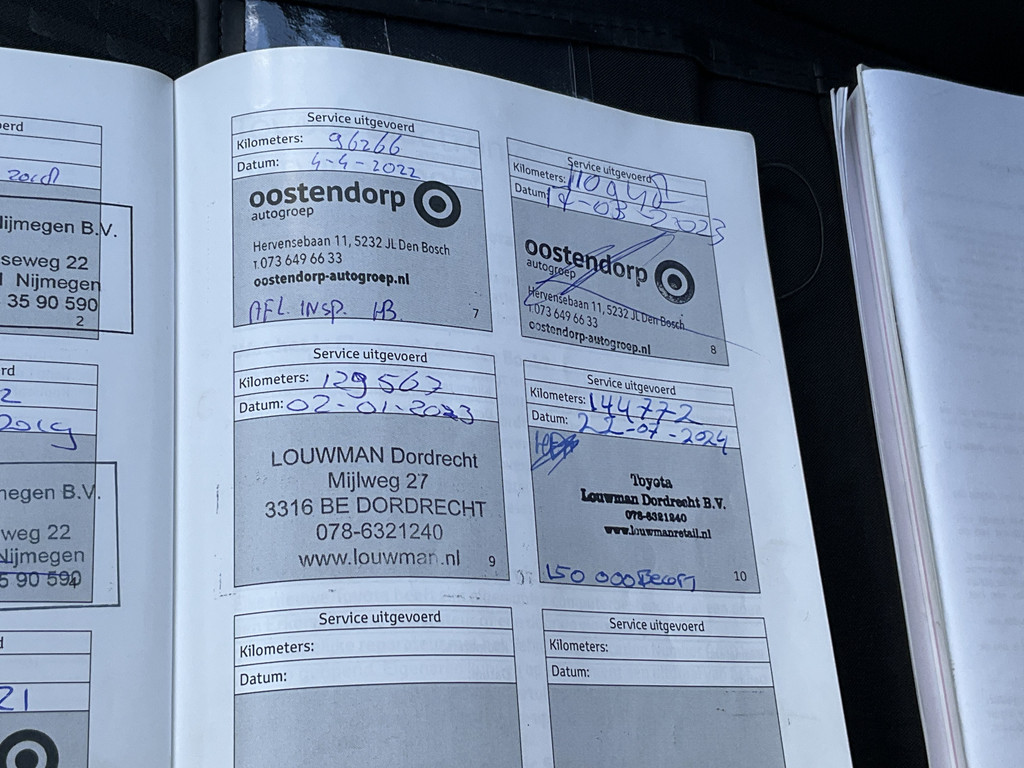 erd
Nijmegen B.V.
seweg 22
Nijmegen
35 90 590
2
rd
2
2019
megen B.V.
weg 22
Nijmegen
5 90 590
21
Service uitgevoerd
Kilometers: 96266
Datum: 4-4-2022
oostendorp
autogroep
Hervensebaan 11, 5232 JL Den Bosch
T 073 649 66 33
oostendorp-autogroep.nl
AFL. INSP.
7
Service uitgevoerd
Kilometers:
Datum: 17-03-2023
oostendorp
autogroep
Hervensebaan 11, 5232 JL Den Bosch
T 073 649 66 33
oostendorp-autogroep.nl
8
Service uitgevoerd
Kilometers: 129567
Datum: 02-01-2023
LOUWMAN Dordrecht
Mijlweg 27
3316 BE DORDRECHT
078-6321240
www.louwman.nl
9
Service uitgevoerd
Kilometers: 144772
Datum: 22-07-2024
Toyota
Louwman Dordrecht B.V.
078-6321240
www.louwmanretail.nl
150 000 Beurt
10
Service uitgevoerd
Kilometers:
Datum:
Service uitgevoerd
Kilometers:
Datum: